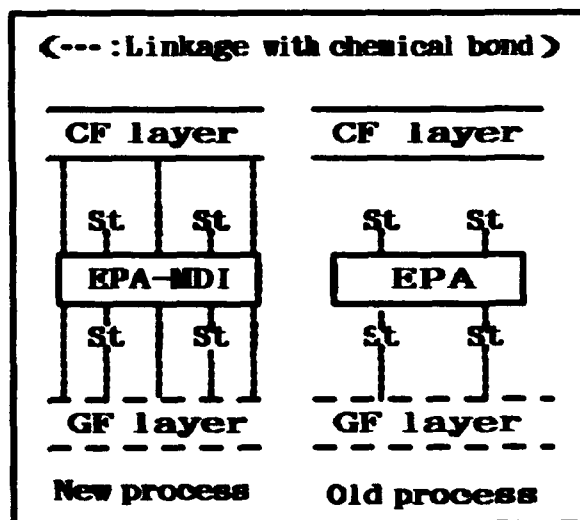 <---:Linkage with chemical bond>
CF layer CF layer
St St St St
EPA-MDI EPA
St St St St
GF layer GF layer
New process Old process